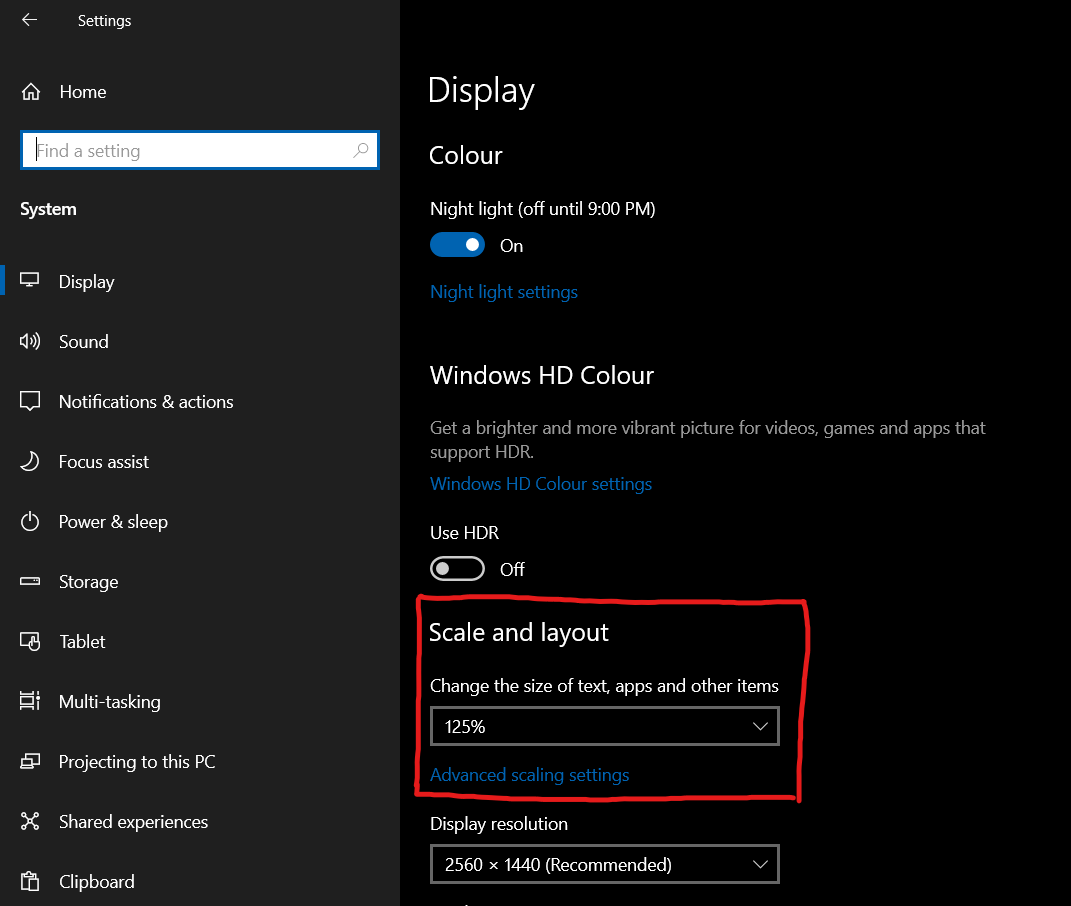 Settings
Home
Find a setting
System
Display
Sound
Notifications & actions
Focus assist
Power & sleep
Storage
Tablet
Multi-tasking
Projecting to this PC
Shared experiences
Clipboard
Display
Colour
Night light (off until 9:00 PM)
On
Night light settings
Windows HD Colour
Get a brighter and more vibrant picture for videos, games and apps that
support HDR.
Windows HD Colour settings
Use HDR
Off
Scale and layout
Change the size of text, apps and other items
125%
Advanced scaling settings
Display resolution
2560 × 1440 (Recommended)